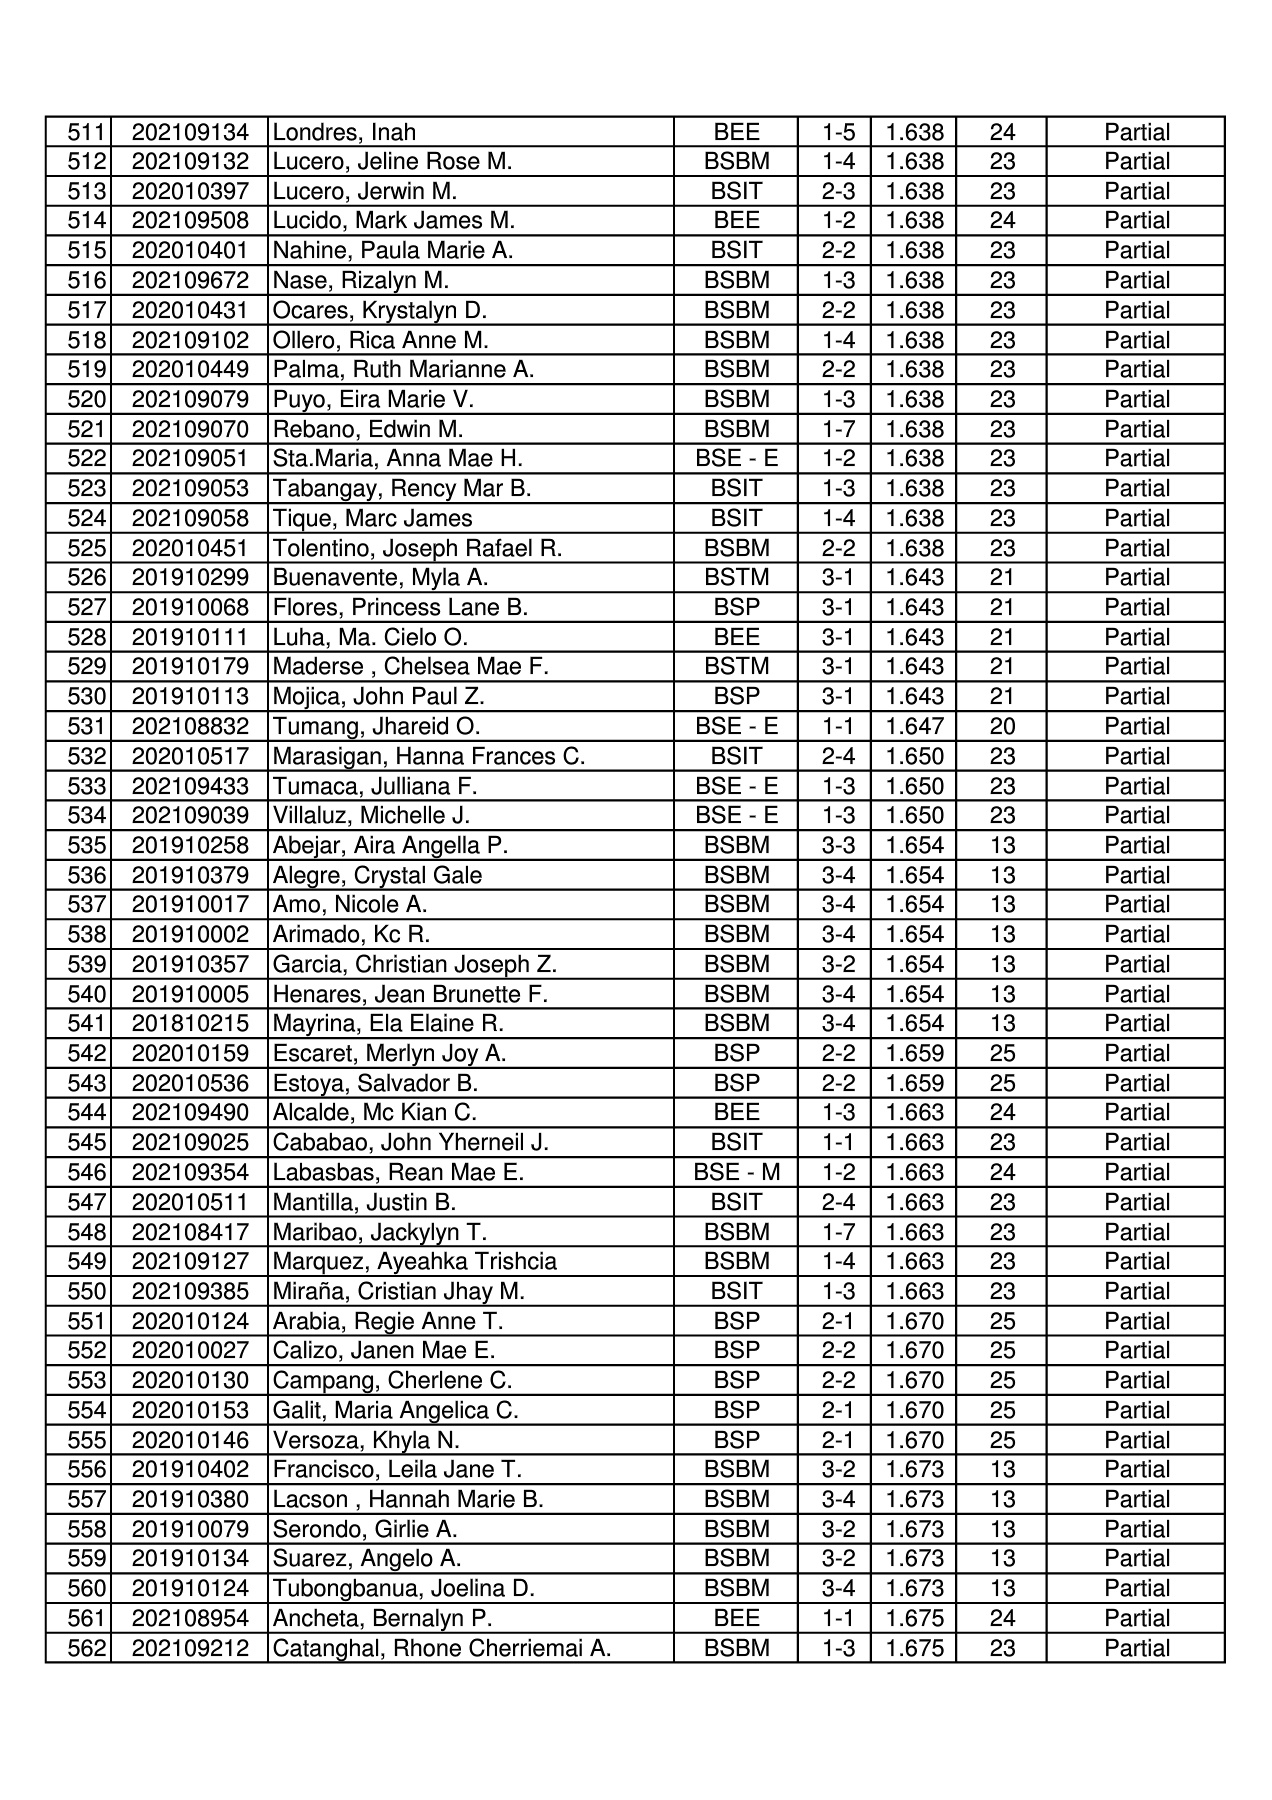 511 202109134 Londres, Inah BEE 1-5 1.638 24 Partial
512 202109132 Lucero, Jeline Rose M. BSBM 1-4 1.638 23 Partial
513 202010397 Lucero, Jerwin M. BSIT 2-3 1.638 23 Partial
514 202109508 Lucido, Mark James M. BEE 1-2 1.638 24 Partial
515 202010401 Nahine, Paula Marie A. BSIT 2-2 1.638 23 Partial
516 202109672 Nase, Rizalyn M. BSBM 1-3 1.638 23 Partial
517 202010431 Ocares, Krystalyn D. BSBM 2-2 1.638 23 Partial
518 202109102 Ollero, Rica Anne M. BSBM 1-4 1.638 23 Partial
519 202010449 Palma, Ruth Marianne A. BSBM 2-2 1.638 23 Partial
520 202109079 Puyo, Eira Marie V. BSBM 1-3 1.638 23 Partial
521 202109070 Rebano, Edwin M. BSBM 1-7 1.638 23 Partial
522 202109051 Sta.Maria, Anna Mae H. BSE - E 1-2 1.638 23 Partial
523 202109053 Tabangay, Rency Mar B. BSIT 1-3 1.638 23 Partial
524 202109058 Tique, Marc James BSIT 1-4 1.638 23 Partial
525 202010451 Tolentino, Joseph Rafael R. BSBM 2-2 1.638 23 Partial
526 201910299 Buenavente, Myla A. BSTM 3-1 1.643 21 Partial
527 201910068 Flores, Princess Lane B. BSP 3-1 1.643 21 Partial
528 201910111 Luha, Ma. Cielo O. BEE 3-1 1.643 21 Partial
529 201910179 Maderse , Chelsea Mae F. BSTM 3-1 1.643 21 Partial
530 201910113 Mojica, John Paul Z. BSP 3-1 1.643 21 Partial
531 202108832 Tumang, Jhareid O. BSE - E 1-1 1.647 20 Partial
532 202010517 Marasigan, Hanna Frances C. BSIT 2-4 1.650 23 Partial
533 202109433 Tumaca, Julliana F. BSE - E 1-3 1.650 23 Partial
534 202109039 Villaluz, Michelle J. BSE - E 1-3 1.650 23 Partial
535 201910258 Abejar, Aira Angella P. BSBM 3-3 1.654 13 Partial
536 201910379 Alegre, Crystal Gale BSBM 3-4 1.654 13 Partial
537 201910017 Amo, Nicole A. BSBM 3-4 1.654 13 Partial
538 201910002 Arimado, Kc R. BSBM 3-4 1.654 13 Partial
539 201910357 Garcia, Christian Joseph Z. BSBM 3-2 1.654 13 Partial
540 201910005 Henares, Jean Brunette F. BSBM 3-4 1.654 13 Partial
541 201810215 Mayrina, Ela Elaine R. BSBM 3-4 1.654 13 Partial
542 202010159 Escaret, Merlyn Joy A. BSP 2-2 1.659 25 Partial
543 202010536 Estoya, Salvador B. BSP 2-2 1.659 25 Partial
544 202109490 Alcalde, Mc Kian C. BEE 1-3 1.663 24 Partial
545 202109025 Cababao, John Yherneil J. BSIT 1-1 1.663 23 Partial
546 202109354 Labasbas, Rean Mae E. BSE - M 1-2 1.663 24 Partial
547 202010511 Mantilla, Justin B. BSIT 2-4 1.663 23 Partial
548 202108417 Maribao, Jackylyn T. BSBM 1-7 1.663 23 Partial
549 202109127 Marquez, Ayeahka Trishcia BSBM 1-4 1.663 23 Partial
550 202109385 Miraña, Cristian Jhay M. BSIT 1-3 1.663 23 Partial
551 202010124 Arabia, Regie Anne T. BSP 2-1 1.670 25 Partial
552 202010027 Calizo, Janen Mae E. BSP 2-2 1.670 25 Partial
553 202010130 Campang, Cherlene C. BSP 2-2 1.670 25 Partial
554 202010153 Galit, Maria Angelica C. BSP 2-1 1.670 25 Partial
555 202010146 Versoza, Khyla N. BSP 2-1 1.670 25 Partial
556 201910402 Francisco, Leila Jane T. BSBM 3-2 1.673 13 Partial
557 201910380 Lacson , Hannah Marie B. BSBM 3-4 1.673 13 Partial
558 201910079 Serondo, Girlie A. BSBM 3-2 1.673 13 Partial
559 201910134 Suarez, Angelo A. BSBM 3-2 1.673 13 Partial
560 201910124 Tubongbanua, Joelina D. BSBM 3-4 1.673 13 Partial
561 202108954 Ancheta, Bernalyn P. BEE 1-1 1.675 24 Partial
562 202109212 Catanghal, Rhone Cherriemai A. BSBM 1-3 1.675 23 Partial